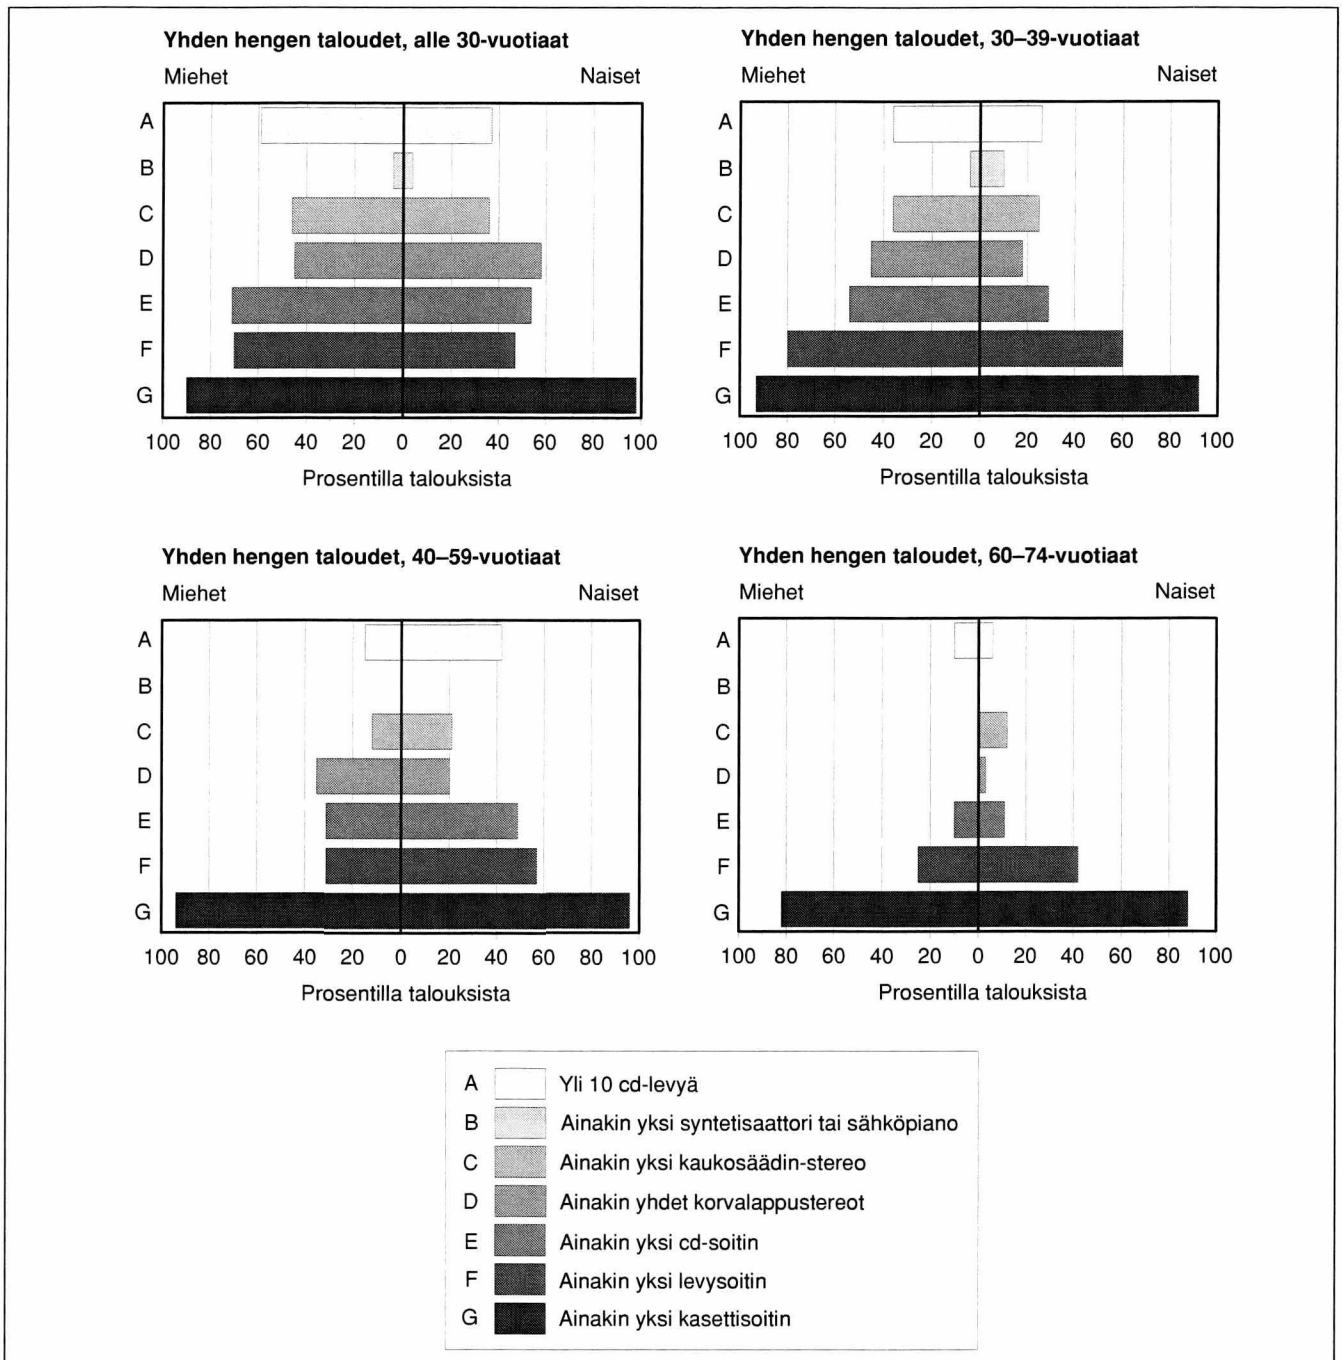 Yhden hengen taloudet, alle 30-vuotiaat
Miehet Naiset
A
B
C
D
E
F
G
100 80 60 40 20 0 20 40 60 80 100
Prosentilla talouksista
Yhden hengen taloudet, 30–39-vuotiaat
Miehet Naiset
A
B
C
D
E
F
G
100 80 60 40 20 0 20 40 60 80 100
Prosentilla talouksista
Yhden hengen taloudet, 40–59-vuotiaat
Miehet Naiset
A
B
C
D
E
F
G
100 80 60 40 20 0 20 40 60 80 100
Prosentilla talouksista
Yhden hengen taloudet, 60–74-vuotiaat
Miehet Naiset
A
B
C
D
E
F
G
100 80 60 40 20 0 20 40 60 80 100
Prosentilla talouksista
A Yli 10 cd-levyä
B Ainakin yksi syntetisaattori tai sähköpiano
C Ainakin yksi kaukosäädin-stereo
D Ainakin yhdet korvalappustereot
E Ainakin yksi cd-soitin
F Ainakin yksi levysoitin
G Ainakin yksi kasettisoitin